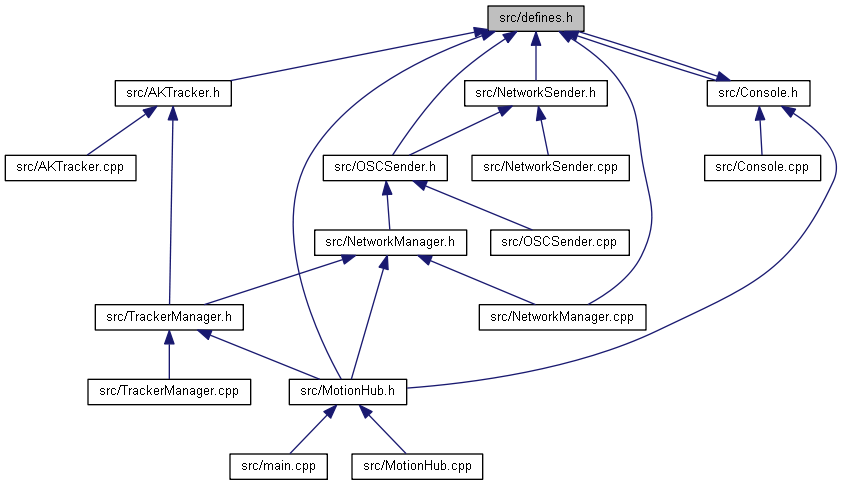 src/defines.h
src/AKTracker.h
src/NetworkSender.h
src/Console.h
src/AKTracker.cpp
src/OSCSender.h
src/NetworkSender.cpp
src/Console.cpp
src/NetworkManager.h
src/OSCSender.cpp
src/TrackerManager.h
src/NetworkManager.cpp
src/TrackerManager.cpp
src/MotionHub.h
src/main.cpp
src/MotionHub.cpp